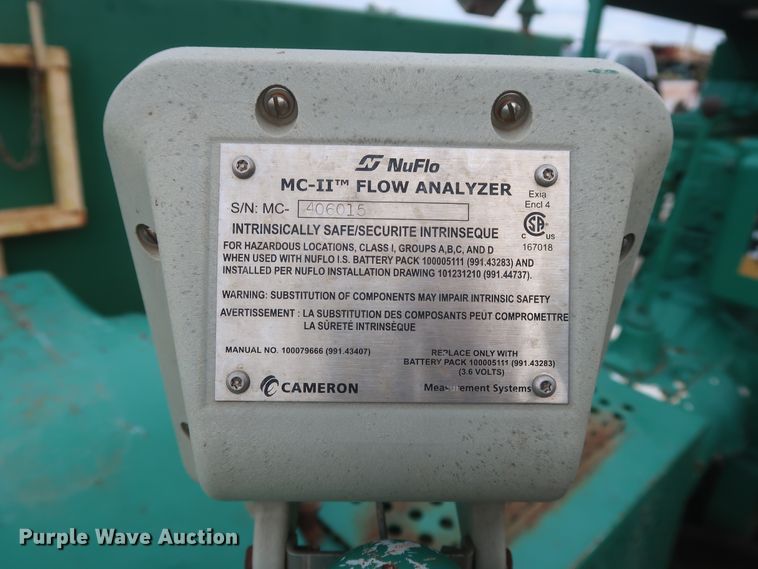 NuFlo
MC-II™ FLOW ANALYZER
S/N: MC- 406015
Exia
Encl 4
CSA
C US
167018
INTRINSICALLY SAFE/SECURITE INTRINSEQUE
FOR HAZARDOUS LOCATIONS, CLASS I, GROUPS A,B,C, AND D
WHEN USED WITH NUFLO I.S. BATTERY PACK 100005111 (991.43283) AND
INSTALLED PER NUFLO INSTALLATION DRAWING 101231210 (991.44737).
WARNING: SUBSTITUTION OF COMPONENTS MAY IMPAIR INTRINSIC SAFETY
AVERTISSEMENT : LA SUBSTITUTION DES COMPOSANTS PEUT COMPROMETTRE
LA SÛRETÉ INTRINSÈQUE
MANUAL NO. 100079666 (991.43407)
REPLACE ONLY WITH
BATTERY PACK 100005111 (991.43283)
(3.6 VOLTS)
CAMERON
Measurement Systems
Purple Wave Auction